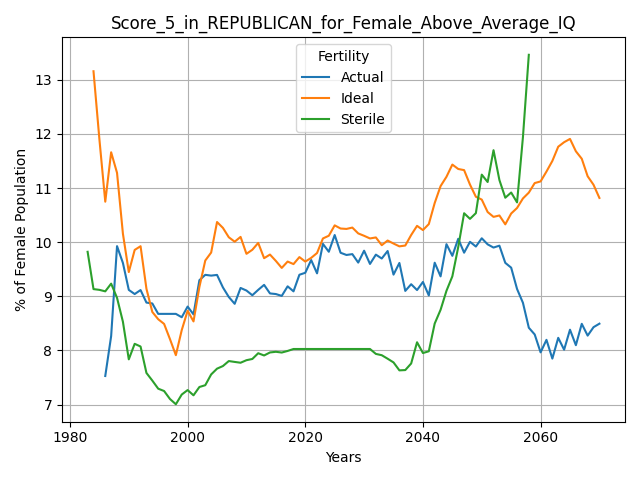 Score_5_in_REPUBLICAN_for_Female_Above_Average_IQ
Fertility
Actual
Ideal
Sterile
% of Female Population
13
12
11
10
9
8
7
1980
2000
2020
2040
2060
Years